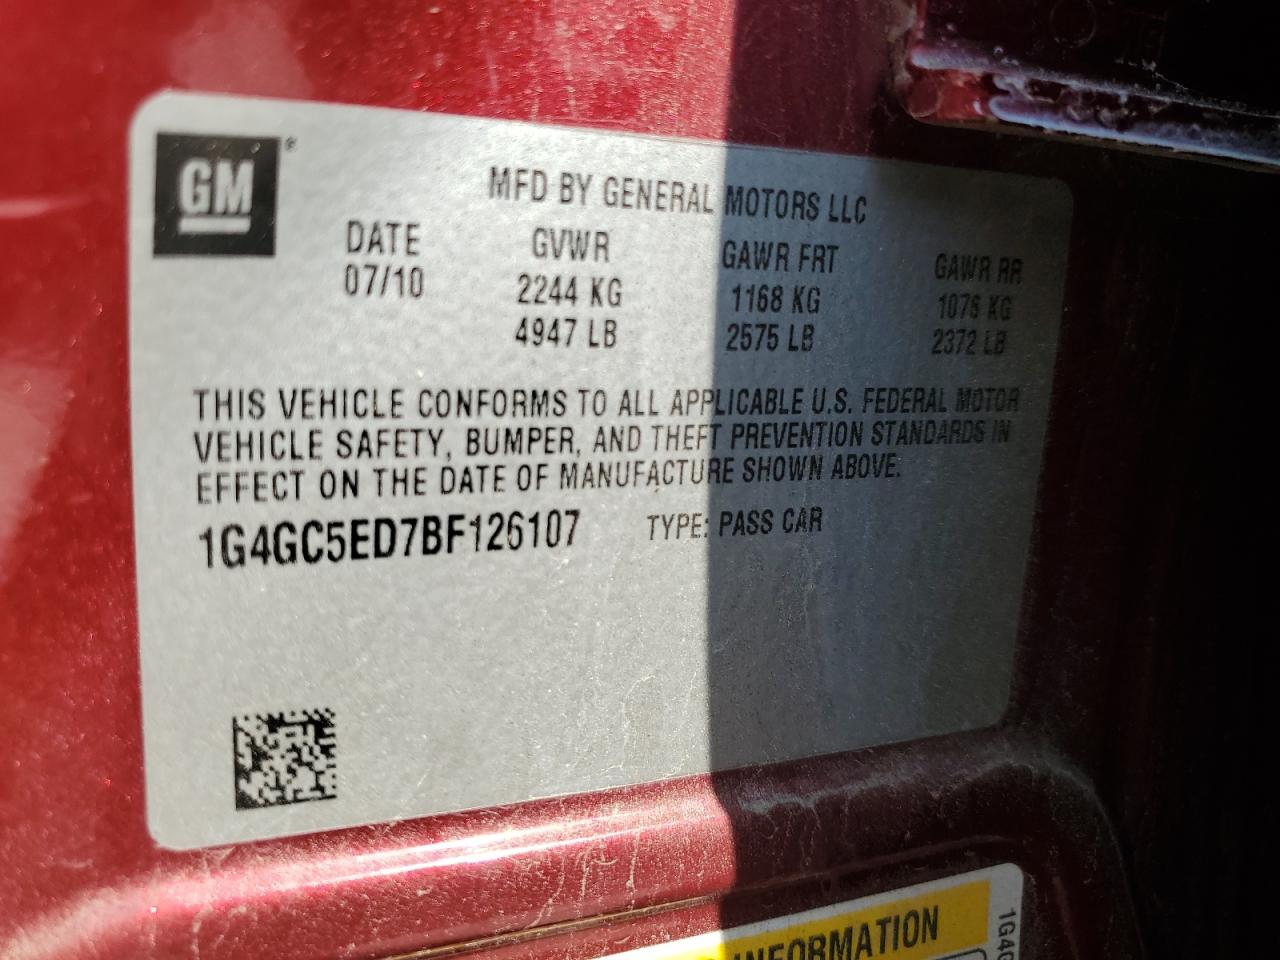 GM ®
MFD BY GENERAL MOTORS LLC
DATE GVWR GAWR FRT GAWR RR
07/10 2244 KG 1168 KG 1076 KG
4947 LB 2575 LB 2372 LB
THIS VEHICLE CONFORMS TO ALL APPLICABLE U.S. FEDERAL MOTOR
VEHICLE SAFETY, BUMPER, AND THEFT PREVENTION STANDARDS IN
EFFECT ON THE DATE OF MANUFACTURE SHOWN ABOVE.
1G4GC5ED7BF126107 TYPE: PASS CAR
INFORMATION